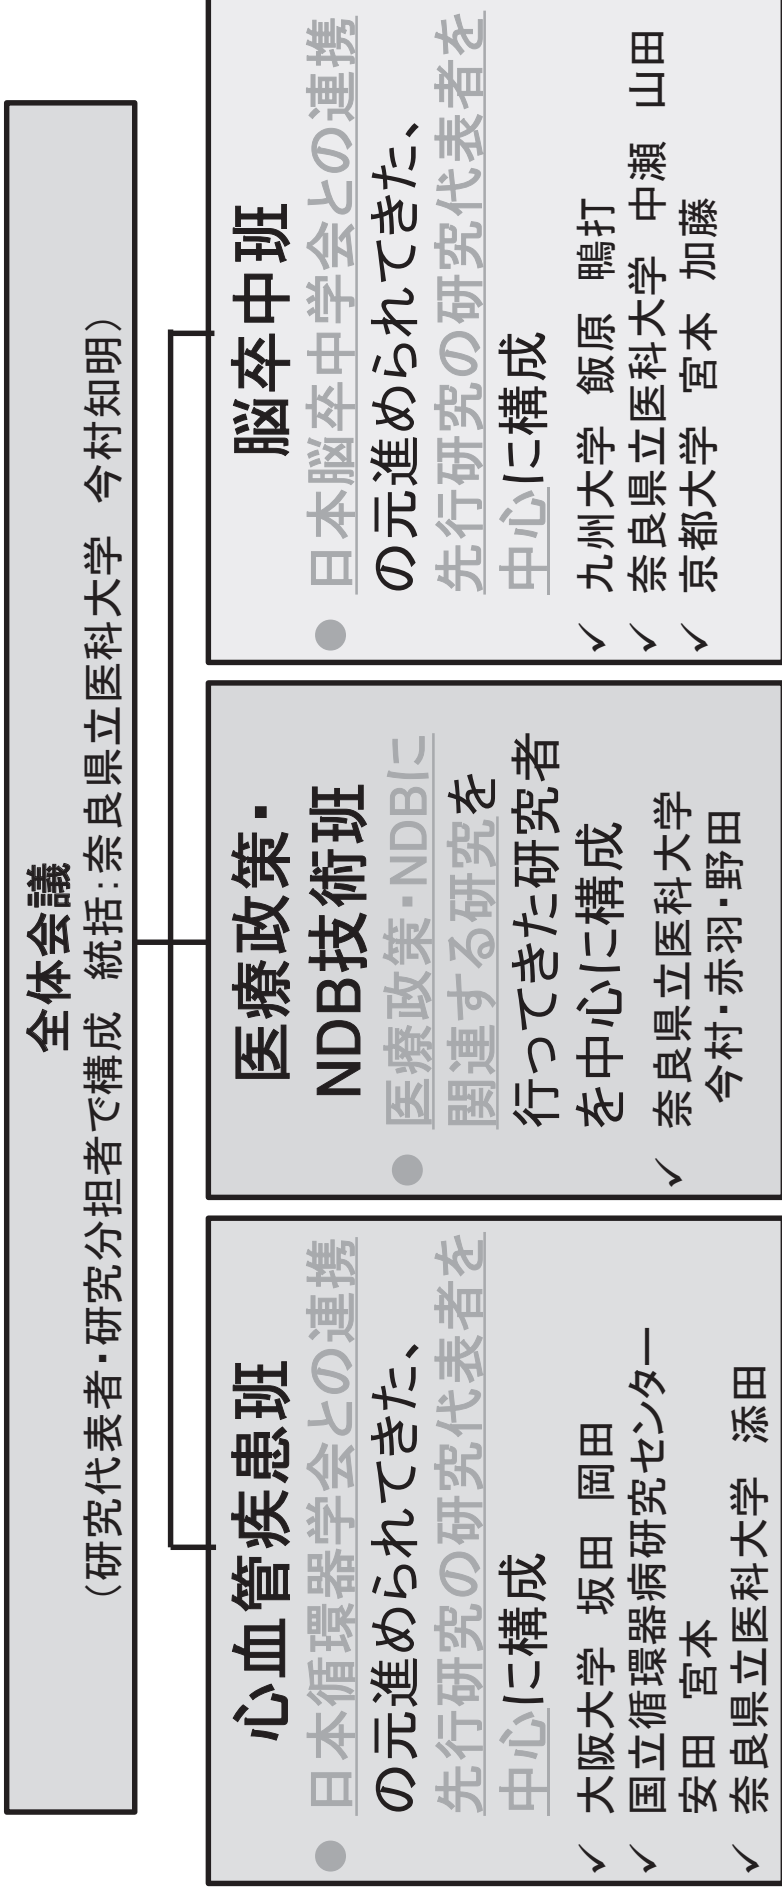 全体会議
（研究代表者・研究分担者で構成　統括：奈良県立医科大学　今村知明）
心血管疾患班
● 日本循環器学会との連携
の元進められてきた、
先行研究の研究代表者を
中心に構成
✓ 大阪大学　坂田　岡田
✓ 国立循環器病研究センター
安田　宮本
✓ 奈良県立医科大学　添田
医療政策・
NDB技術班
● 医療政策・NDBに
関連する研究を
行ってきた研究者
を中心に構成
✓ 奈良県立医科大学
今村・赤羽・野田
脳卒中班
● 日本脳卒中学会との連携
の元進められてきた、
先行研究の研究代表者を
中心に構成
✓ 九州大学　飯原　鴨打
✓ 奈良県立医科大学　中瀬　山田
✓ 京都大学　宮本　加藤